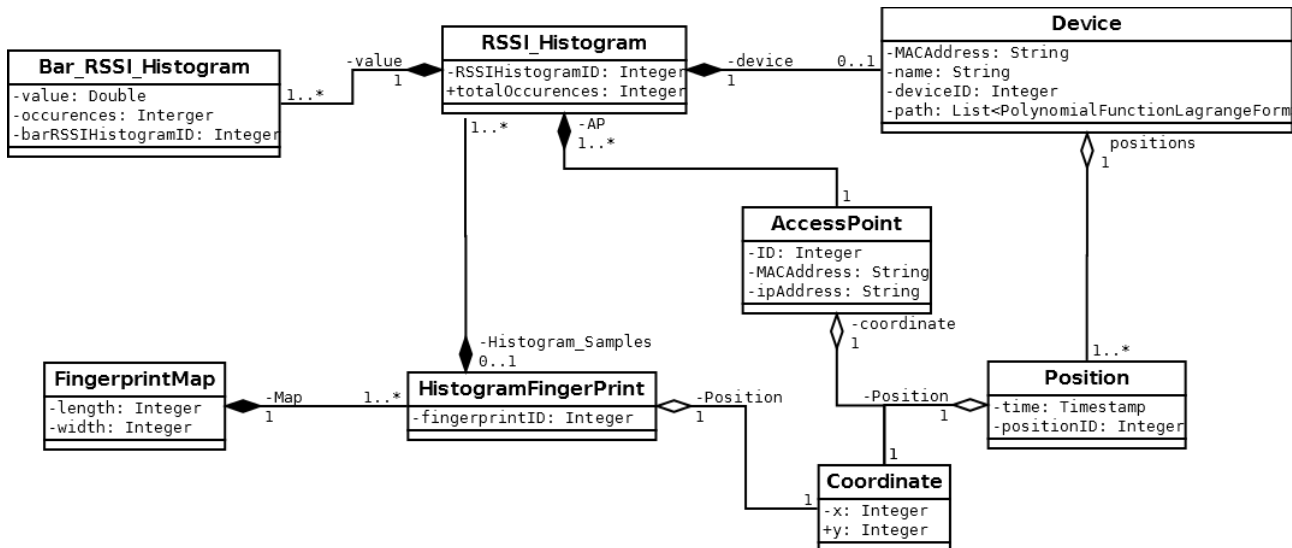 Bar_RSSI_Histogram
-value: Double
-occurences: Interger
-barRSSIHistogramID: Integer
1..*
-value
1
RSSI_Histogram
-RSSIHistogramID: Integer
+totalOccurences: Integer
-device
1
0..1
Device
-MACAddress: String
-name: String
-deviceID: Integer
-path: List<PolynomialFunctionLagrangeForm
1..*
-AP
1..*
1
positions
1
AccessPoint
-ID: Integer
-MACAddress: String
-ipAddress: String
-coordinate
1
-Histogram_Samples
0..1
1..*
FingerprintMap
-length: Integer
-width: Integer
-Map
1
1..*
HistogramFingerPrint
-fingerprintID: Integer
-Position
1
-Position
1
Position
-time: Timestamp
-positionID: Integer
1
1
Coordinate
-x: Integer
+y: Integer